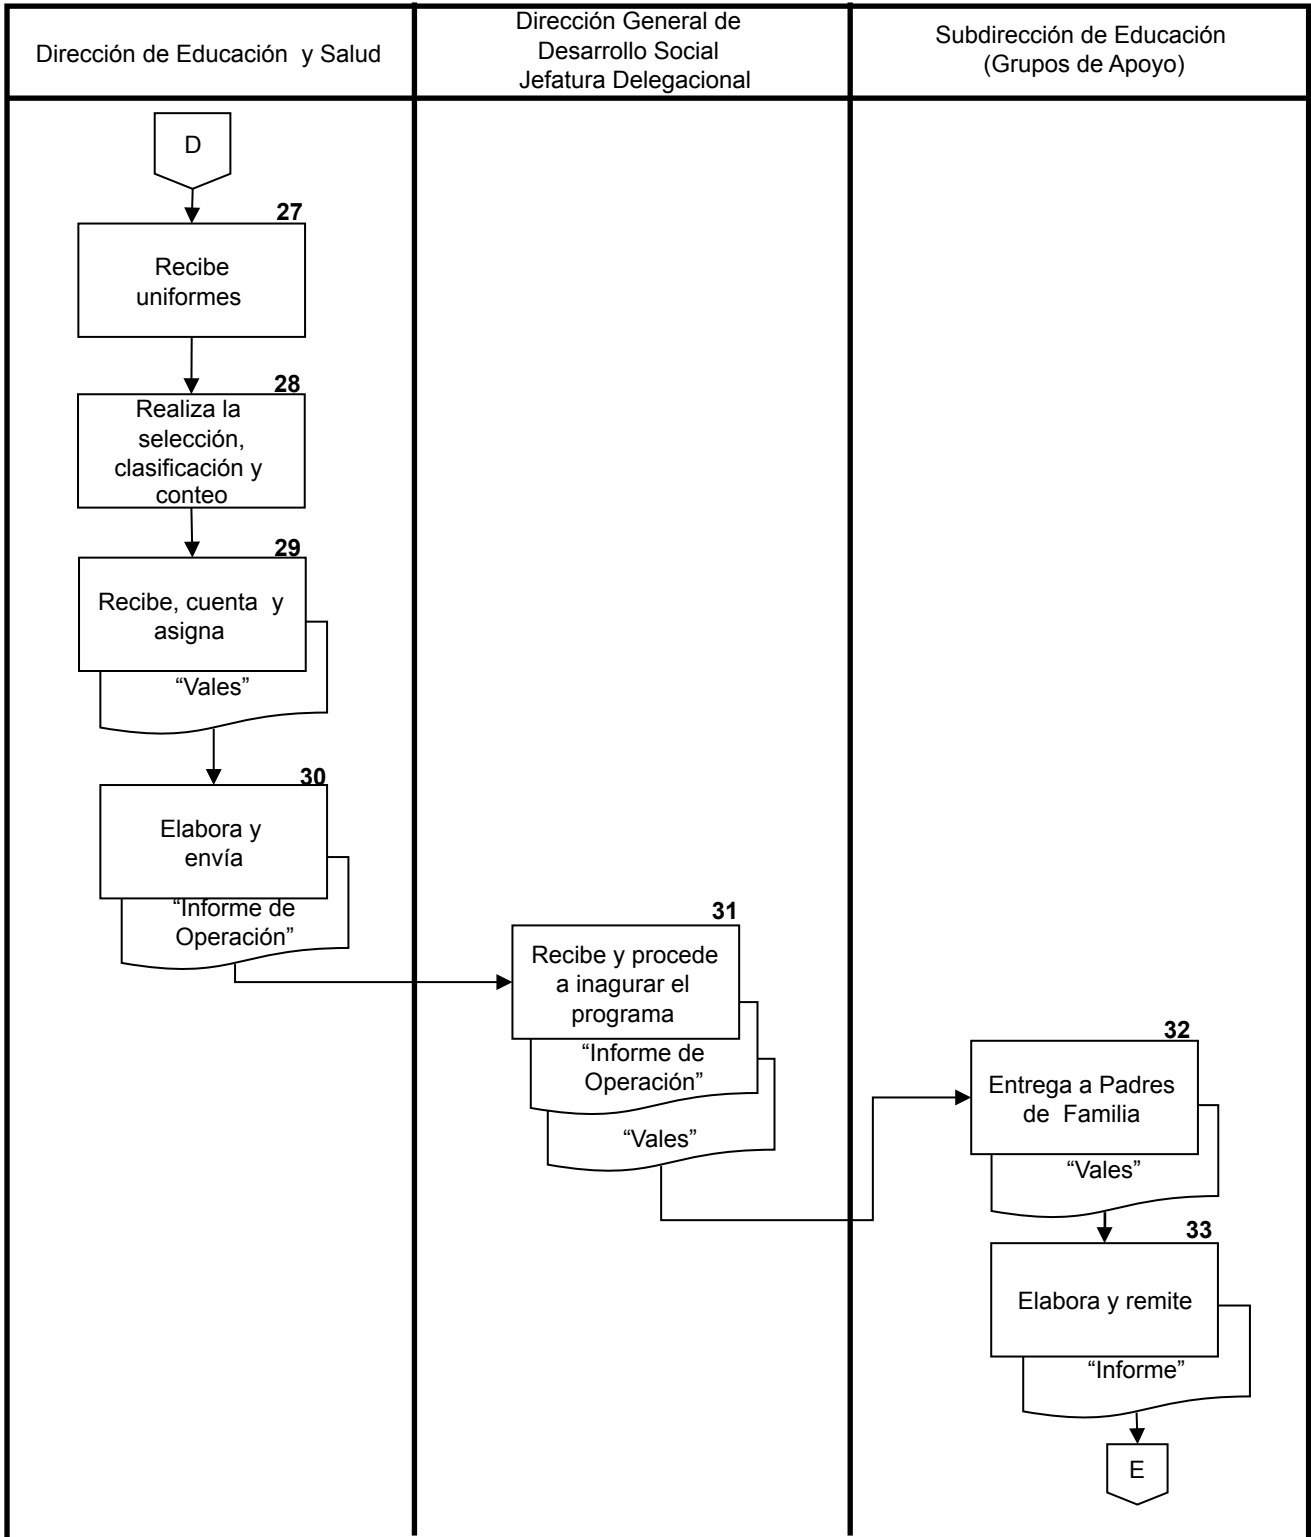 Dirección de Educación y Salud
Dirección General de
Desarrollo Social
Jefatura Delegacional
Subdirección de Educación
(Grupos de Apoyo)
D
27
Recibe
uniformes
28
Realiza la
selección,
clasificación y
conteo
29
Recibe, cuenta y
asigna
“Vales”
30
Elabora y
envía
“Informe de
Operación”
31
Recibe y procede
a inagurar el
programa
“Informe de
Operación”
“Vales”
32
Entrega a Padres
de Familia
“Vales”
33
Elabora y remite
“Informe”
E